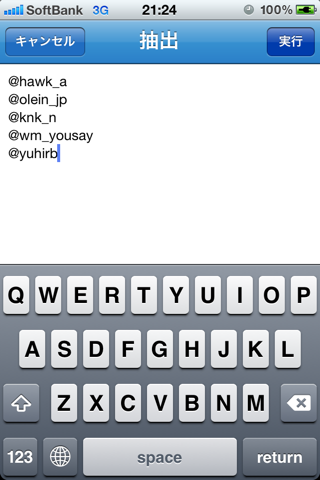 SoftBank 3G 21:24 100%
キャンセル 抽出 実行
@hawk_a
@olein_jp
@knk_n
@wm_yousay
@yuhirb
Q W E R T Y U I O P
A S D F G H J K L
Z X C V B N M
123 space return